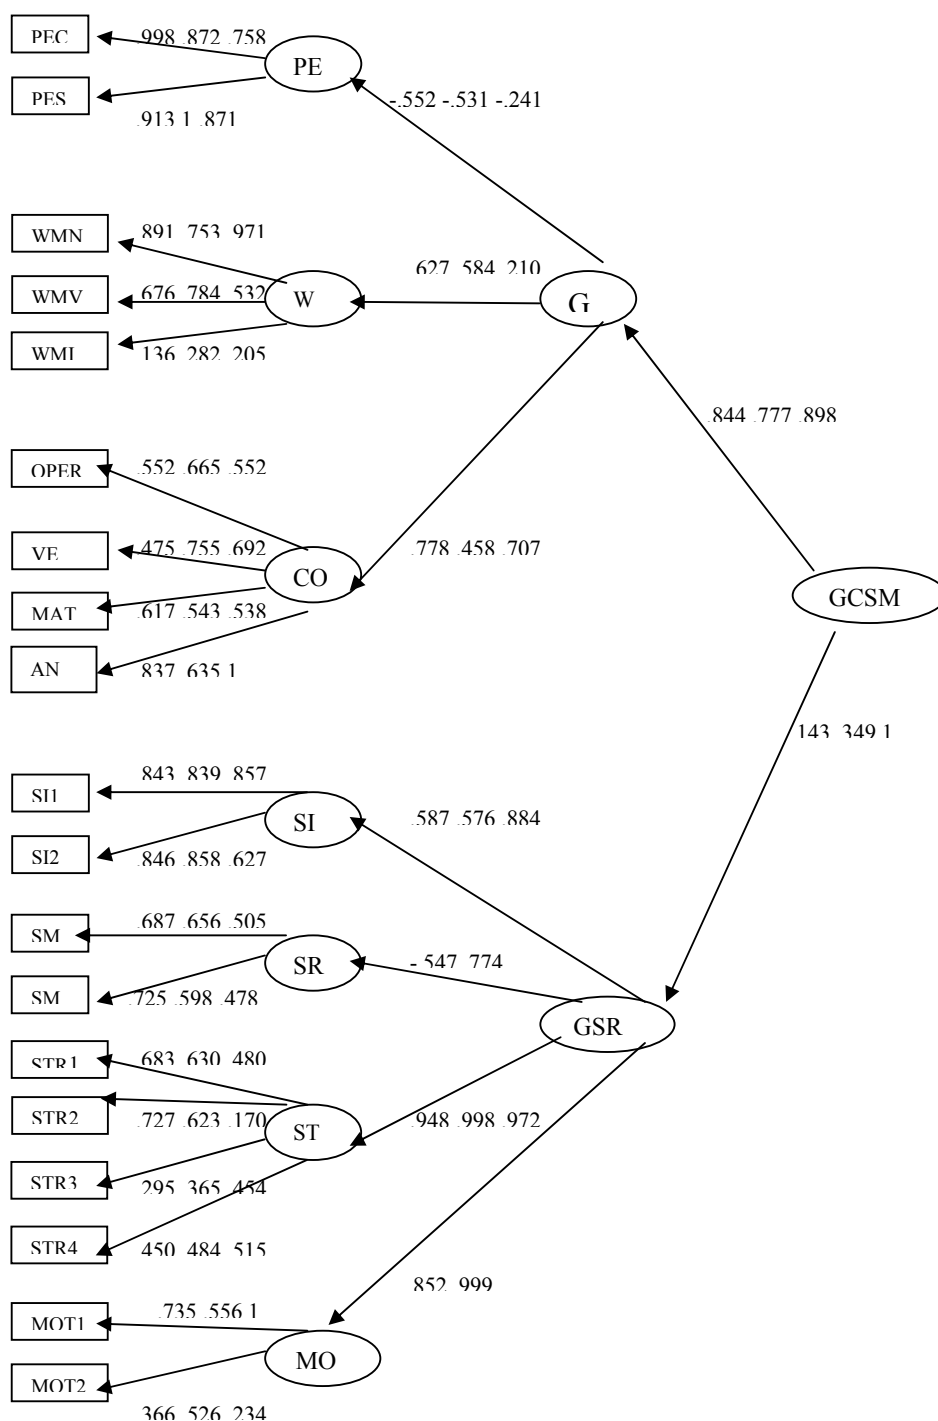 PEC
.998 .872 .758
PE
PES
.913 1 .871
-.552 -.531 -.241
WMN
.891 .753 .971
WMV
.676 .784 .532
W
.627 .584 .210
G
WMI
.136 .282 .205
.844 .777 .898
OPER
.552 .665 .552
VE
.475 .755 .692
CO
.778 .458 .707
GCSM
MAT
.617 .543 .538
AN
.837 .635 1
.143 .349 1
SI1
.843 .839 .857
SI
.587 .576 .884
SI2
.846 .858 .627
SM
.687 .656 .505
SR
-.547 .774
SM
.725 .598 .478
GSR
STR1
.683 .630 .480
STR2
.727 .623 .170
ST
.948 .998 .972
STR3
.295 .365 .454
STR4
.450 .484 .515
.852 .999
MOT1
.735 .556 1
MO
MOT2
.366 .526 .234